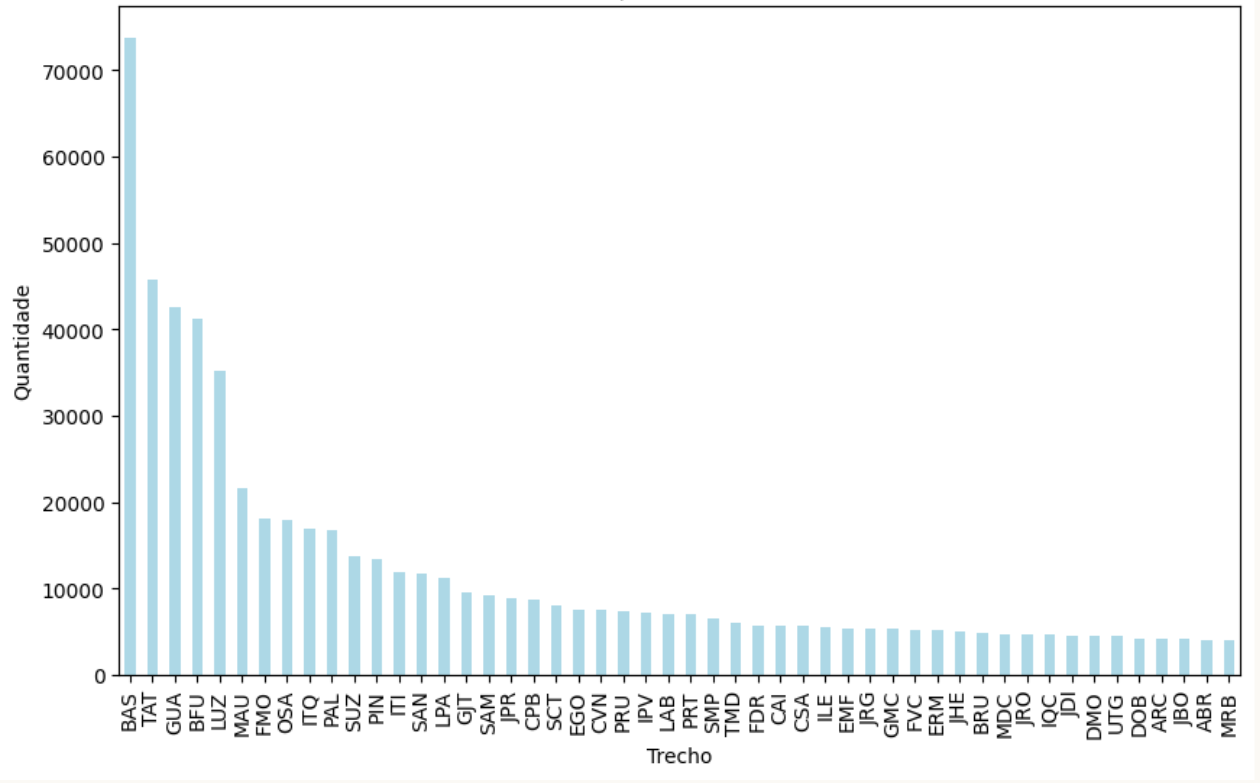 70000
60000
50000
40000
30000
20000
10000
0
Quantidade
BAS TAT GUA BFU LUZ MAU FMO OSA ITQ PAL SUZ PIN ITI SAN LPA GJT SAM JPR CPB SCT EGO CVN PRU IPV LAB PRT SMP TMD FDR CAI CSA ILE EMF JRG GMC FVC ERM JHE BRU MDC JRO IQC JDI DMO UTG DOB ARC JBO ABR MRB
Trecho